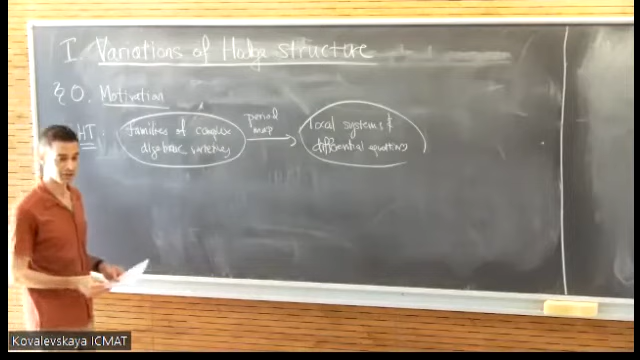 I. Variations of Hodge structure
§ 0. Motivation
HT: families of complex algebraic varieties period map local systems & differential equations
Kovalevskaya ICMAT